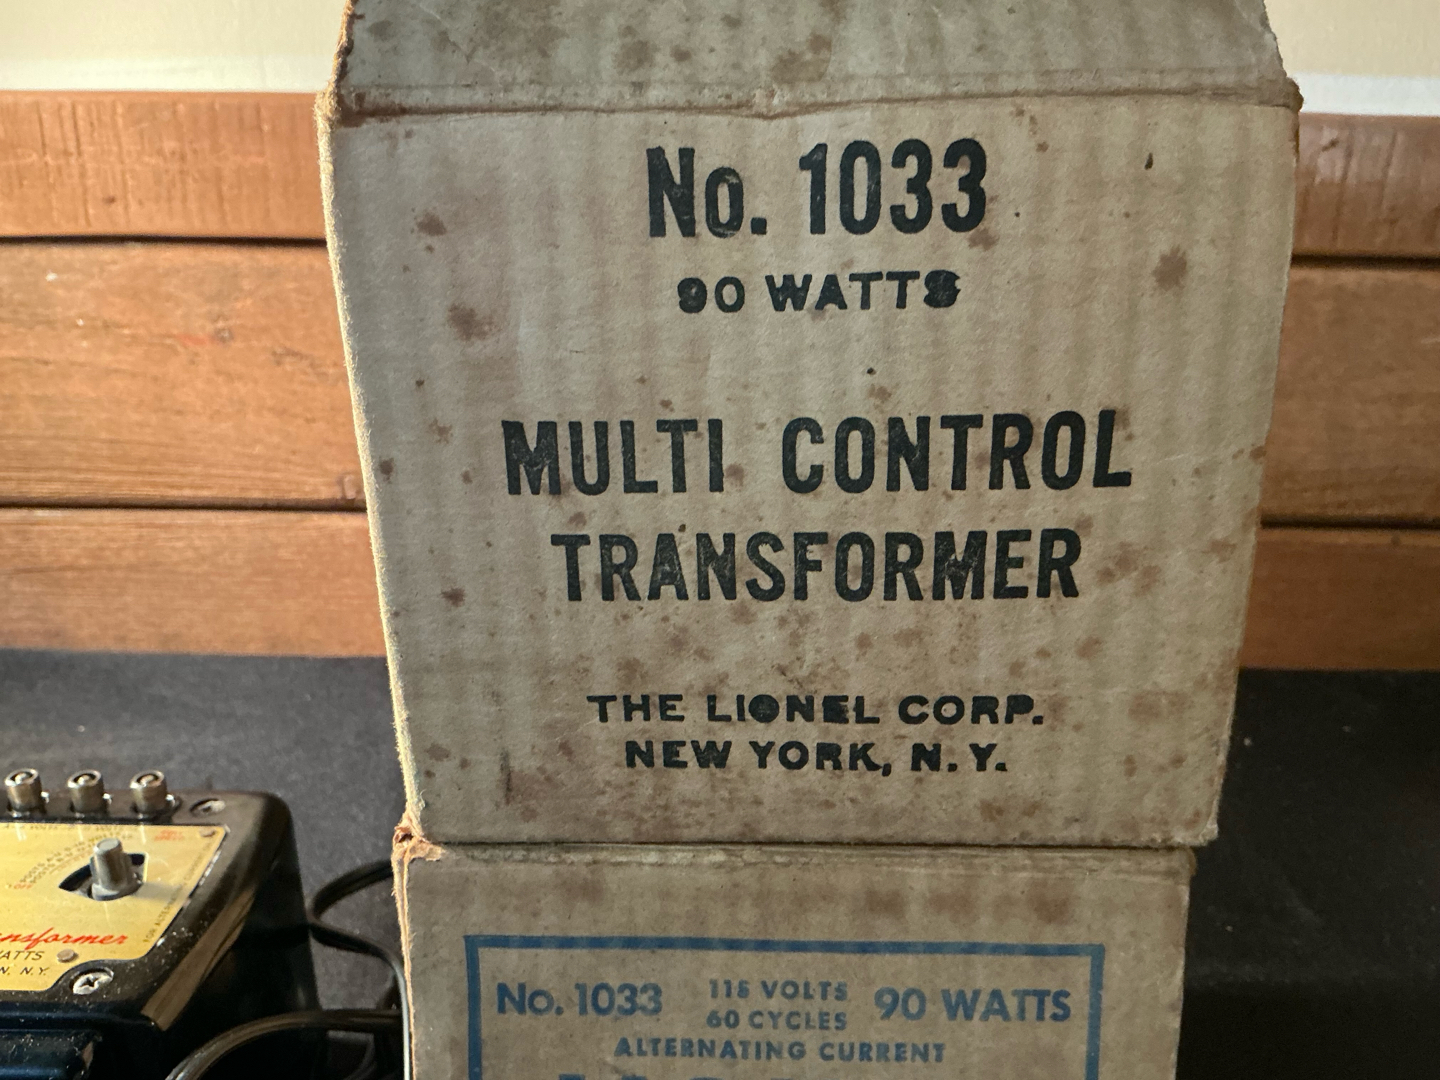 No. 1033
90 WATTS
MULTI CONTROL
TRANSFORMER
THE LIONEL CORP.
NEW YORK, N.Y.
No. 1033 115 VOLTS 90 WATTS
60 CYCLES
ALTERNATING CURRENT